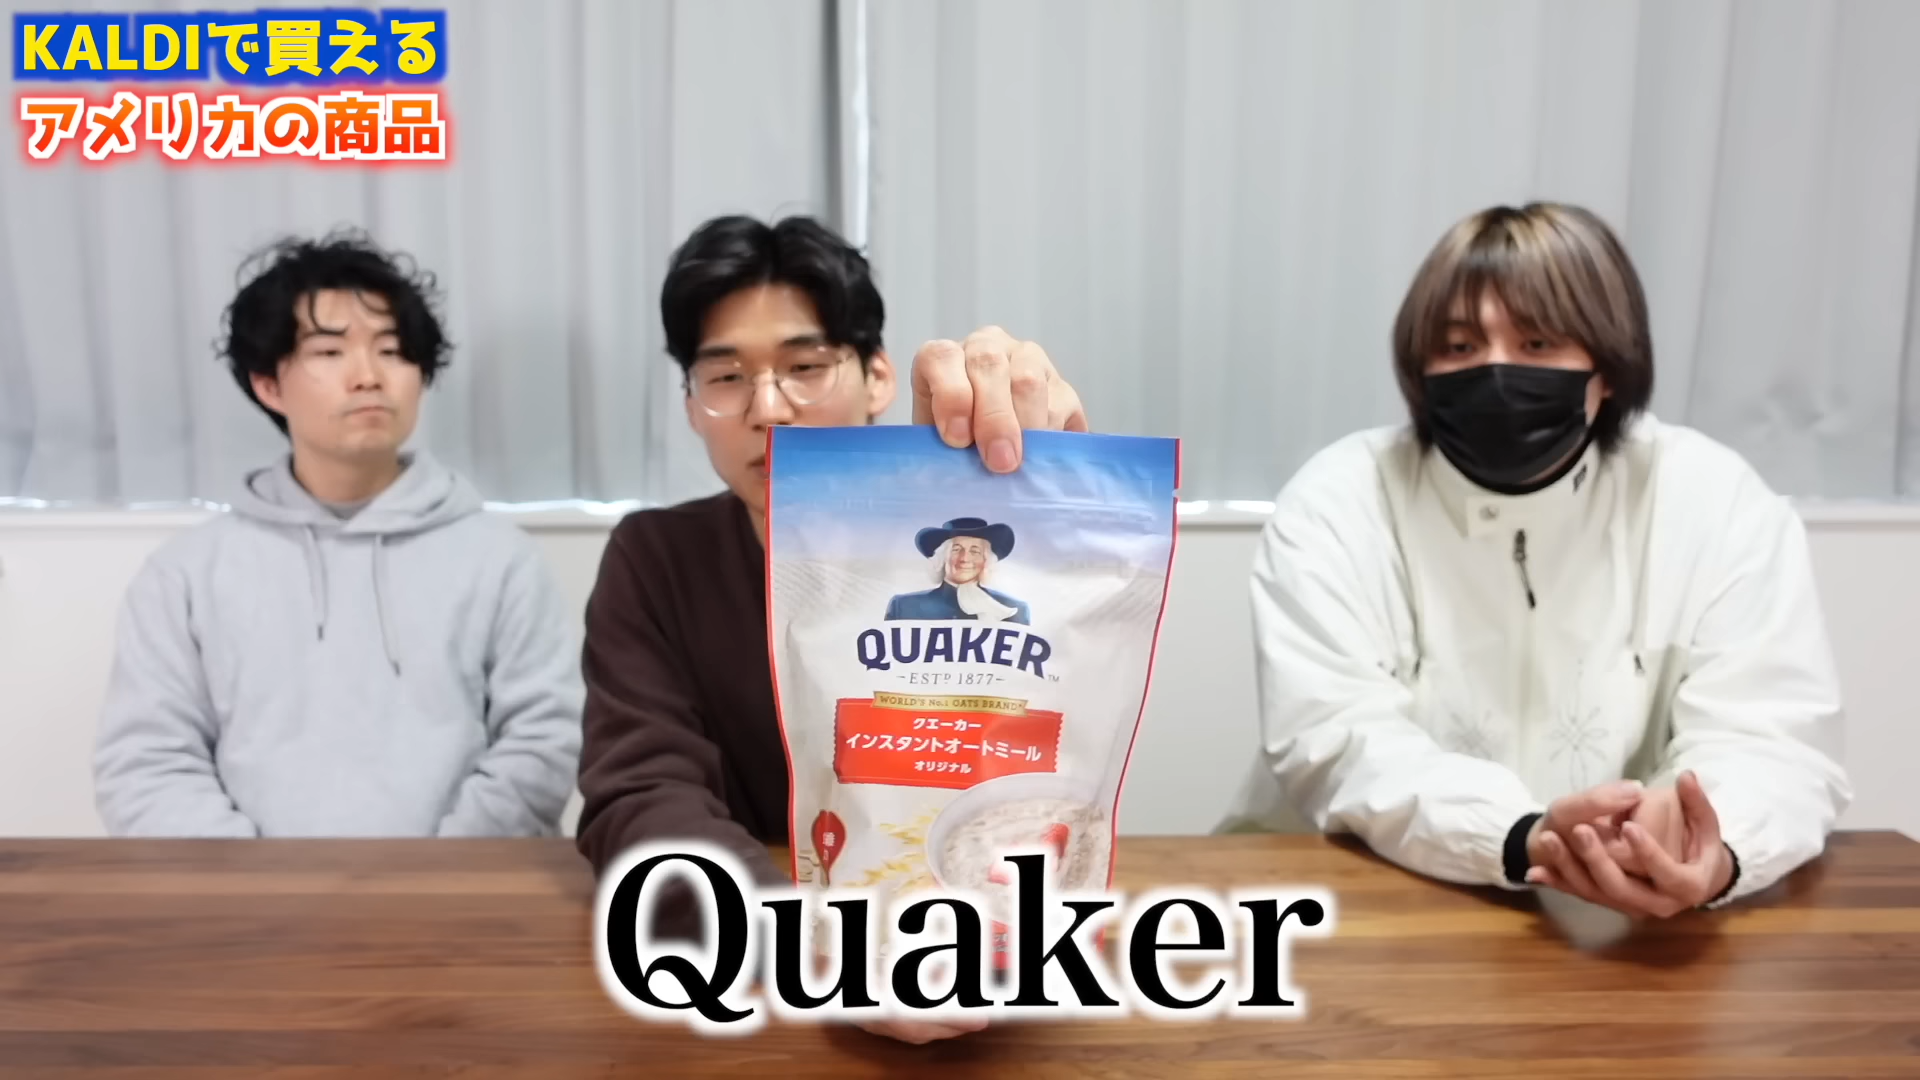 KALDIで買える
アメリカの商品
QUAKER
TM
ESTD 1877
WORLD'S No.1 OATS BRAND*
クエーカー
インスタントオートミール
オリジナル
Quaker